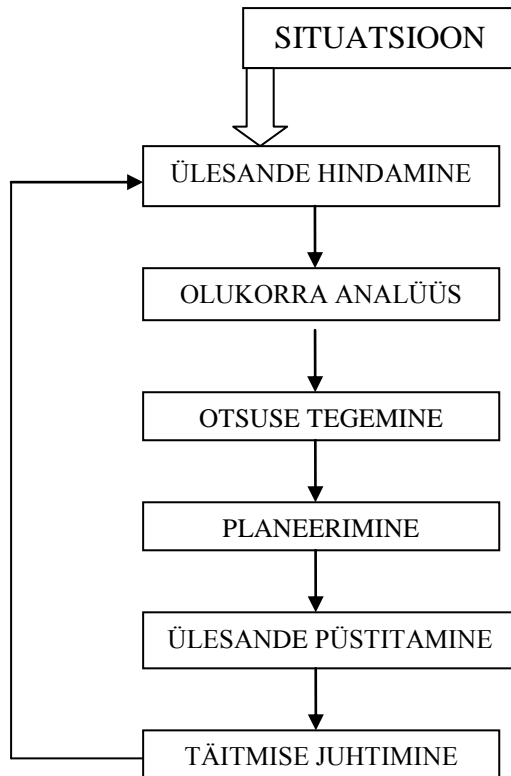 SITUATSIOON
ÜLESANDE HINDAMINE
OLUKORRA ANALÜÜS
OTSUSE TEGEMINE
PLANEERIMINE
ÜLESANDE PÜSTITAMINE
TÄITMISE JUHTIMINE